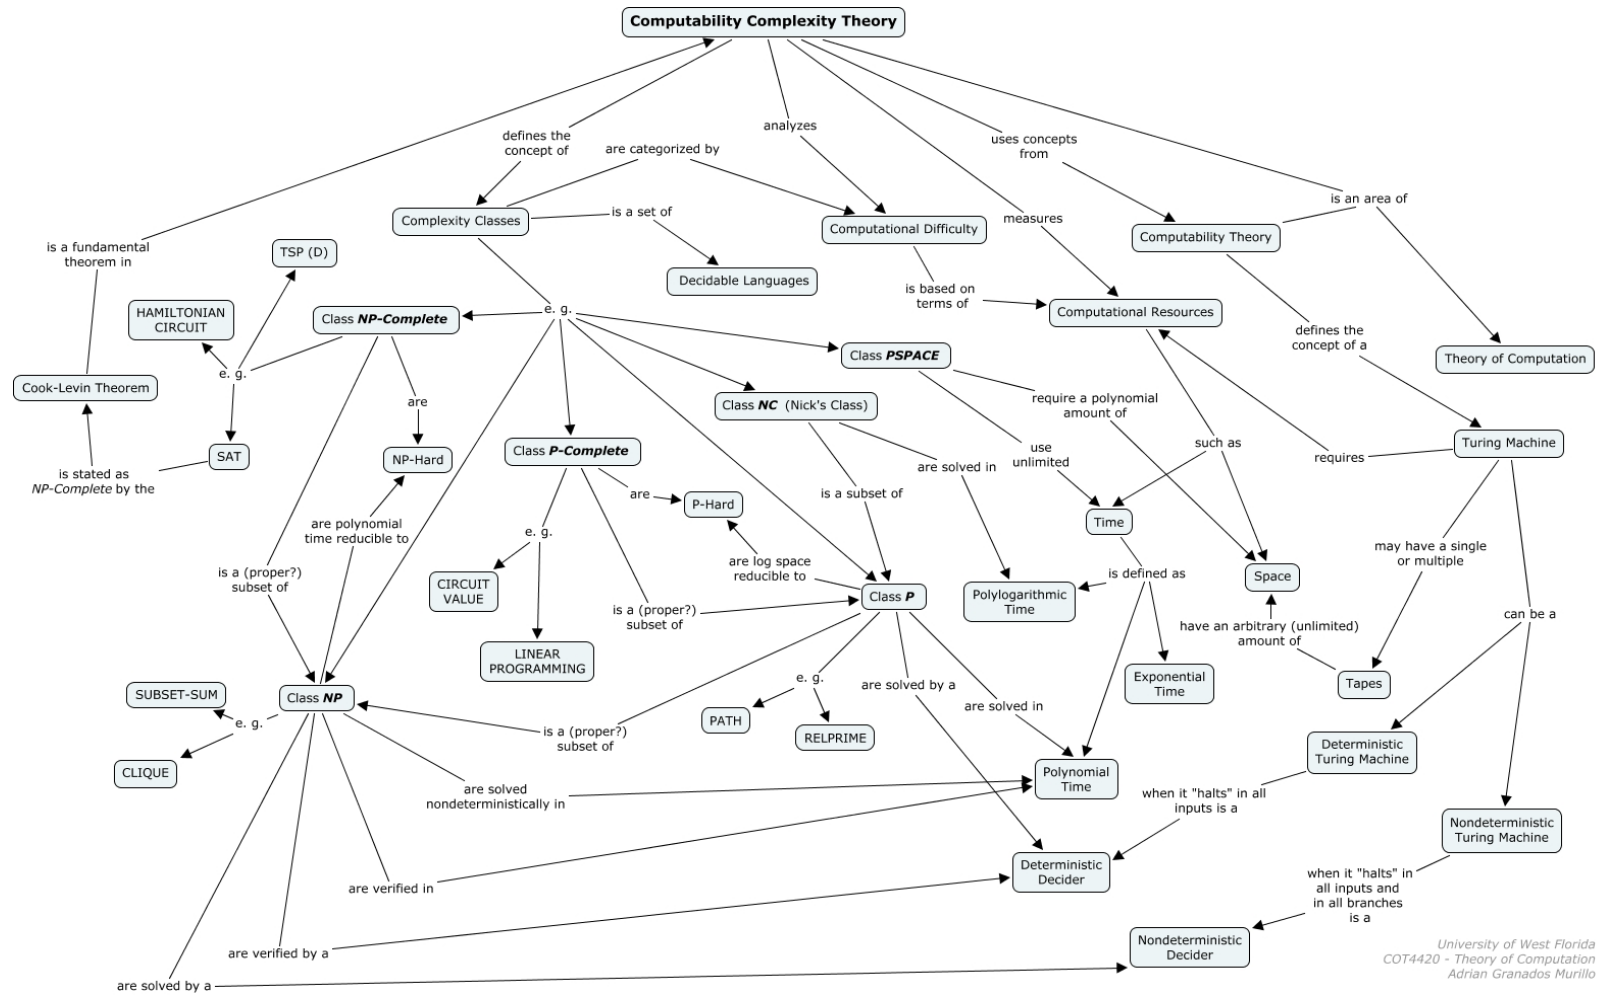 Computability Complexity Theory
defines the
concept of
are categorized by
analyzes
uses concepts
from
is an area of
measures
Complexity Classes
is a set of
Computational Difficulty
Computability Theory
is a fundamental
theorem in
TSP (D)
Decidable Languages
is based on
terms of
Computational Resources
defines the
concept of a
Theory of Computation
HAMILTONIAN
CIRCUIT
Class NP-Complete
e. g.
Class PSPACE
Cook-Levin Theorem
e. g.
are
Class NC (Nick's Class)
require a polynomial
amount of
such as
Turing Machine
requires
SAT
is stated as
NP-Complete by the
NP-Hard
Class P-Complete
is a subset of
are solved in
use
unlimited
are
P-Hard
Time
are polynomial
time reducible to
e. g.
are log space
reducible to
may have a single
or multiple
is a (proper?)
subset of
CIRCUIT
VALUE
is a (proper?)
subset of
Class P
Polylogarithmic
Time
is defined as
Space
have an arbitrary (unlimited)
amount of
can be a
LINEAR
PROGRAMMING
Exponential
Time
Tapes
SUBSET-SUM
Class NP
e. g.
e. g.
are solved by a
are solved in
PATH
RELPRIME
is a (proper?)
subset of
CLIQUE
are solved
nondeterministically in
Polynomial
Time
Deterministic
Turing Machine
when it "halts" in all
inputs is a
Nondeterministic
Turing Machine
Deterministic
Decider
are verified in
when it "halts" in
all inputs and
in all branches
is a
are verified by a
Nondeterministic
Decider
are solved by a
University of West Florida
COT4420 - Theory of Computation
Adrian Granados Murillo